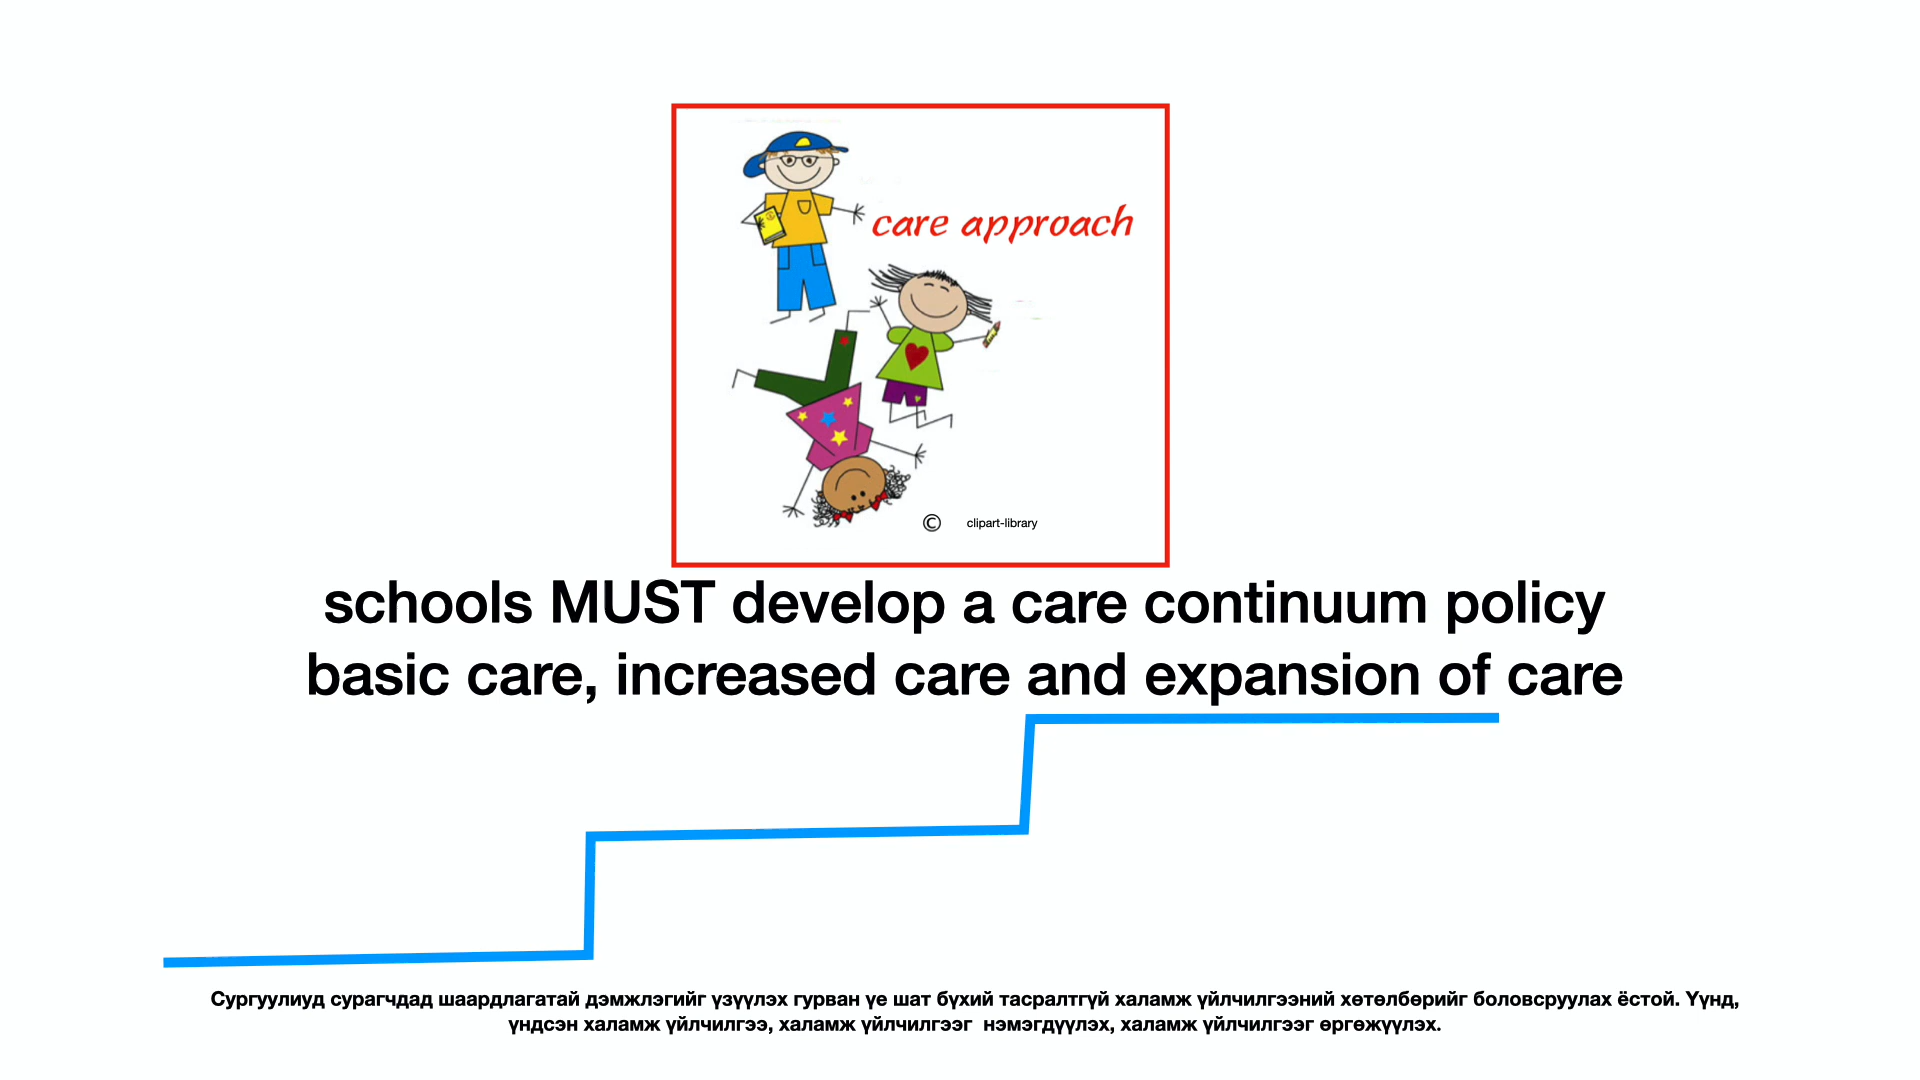 care approach
© clipart-library
schools MUST develop a care continuum policy
basic care, increased care and expansion of care
Сургуулиуд сурагчдад шаардлагатай дэмжлэгийг үзүүлэх гурван үе шат бүхий тасралтгүй халамж үйлчилгээний хөтөлбөрийг боловсруулах ёстой. Үүнд,
үндсэн халамж үйлчилгээ, халамж үйлчилгээг  нэмэгдүүлэх, халамж үйлчилгээг өргөжүүлэх.